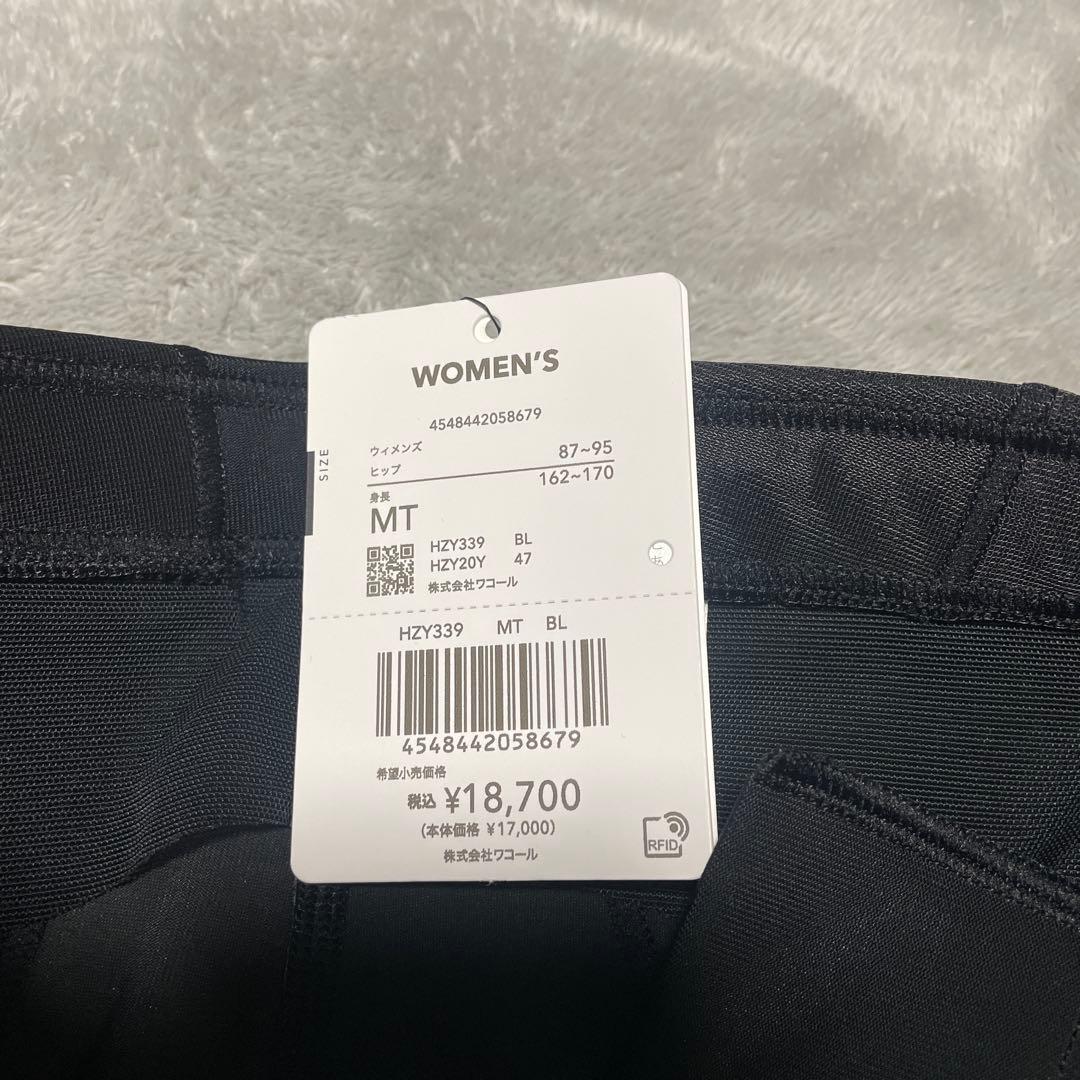 WOMEN'S
4548442058679
SIZE
ウィメンズ
ヒップ 87~95
162~170
身長
MT
HZY339 BL
HZY20Y 47
株式会社ワコール
HZY339 MT BL
4548442058679
希望小売価格
税込 ¥18,700
(本体価格 ¥17,000)
株式会社ワコール
RFID